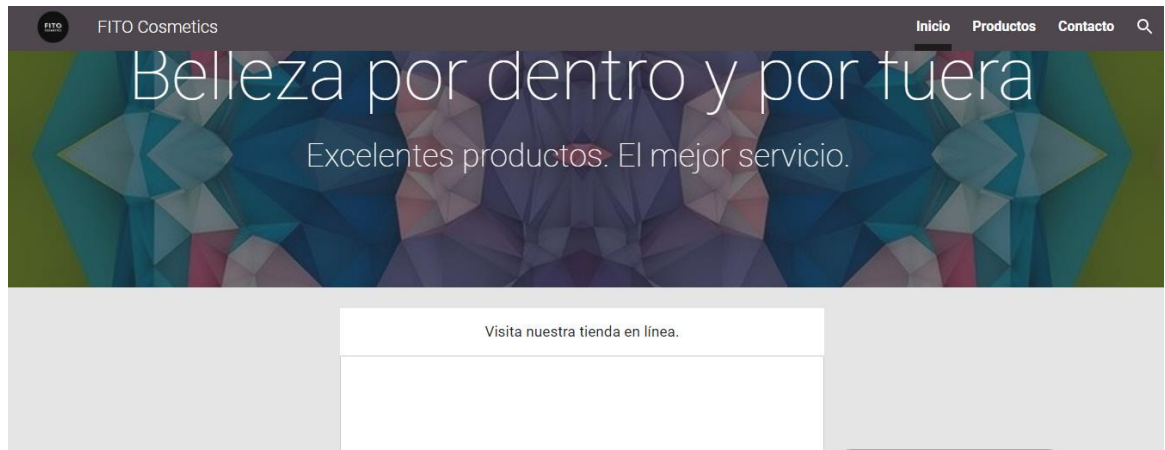 FITO
COSMETICS
FITO Cosmetics
Inicio Productos Contacto
Belleza por dentro y por fuera
Excelentes productos. El mejor servicio.
Visita nuestra tienda en línea.